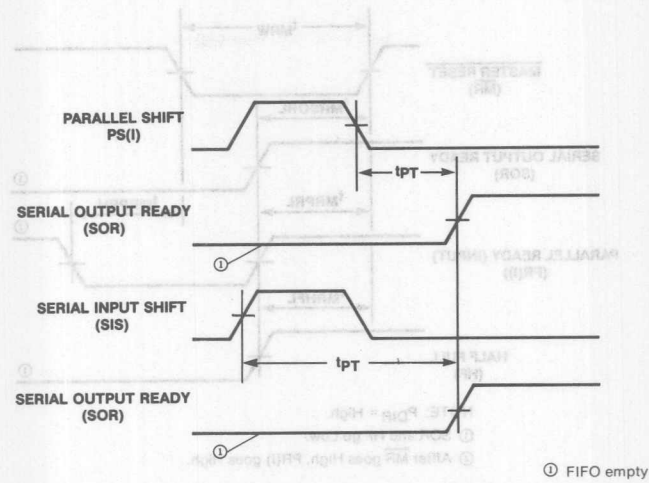 PARALLEL SHIFT
PS(I)
tPT
SERIAL OUTPUT READY
(SOR)
①
SERIAL INPUT SHIFT
(SIS)
tPT
SERIAL OUTPUT READY
(SOR)
①
① FIFO empty